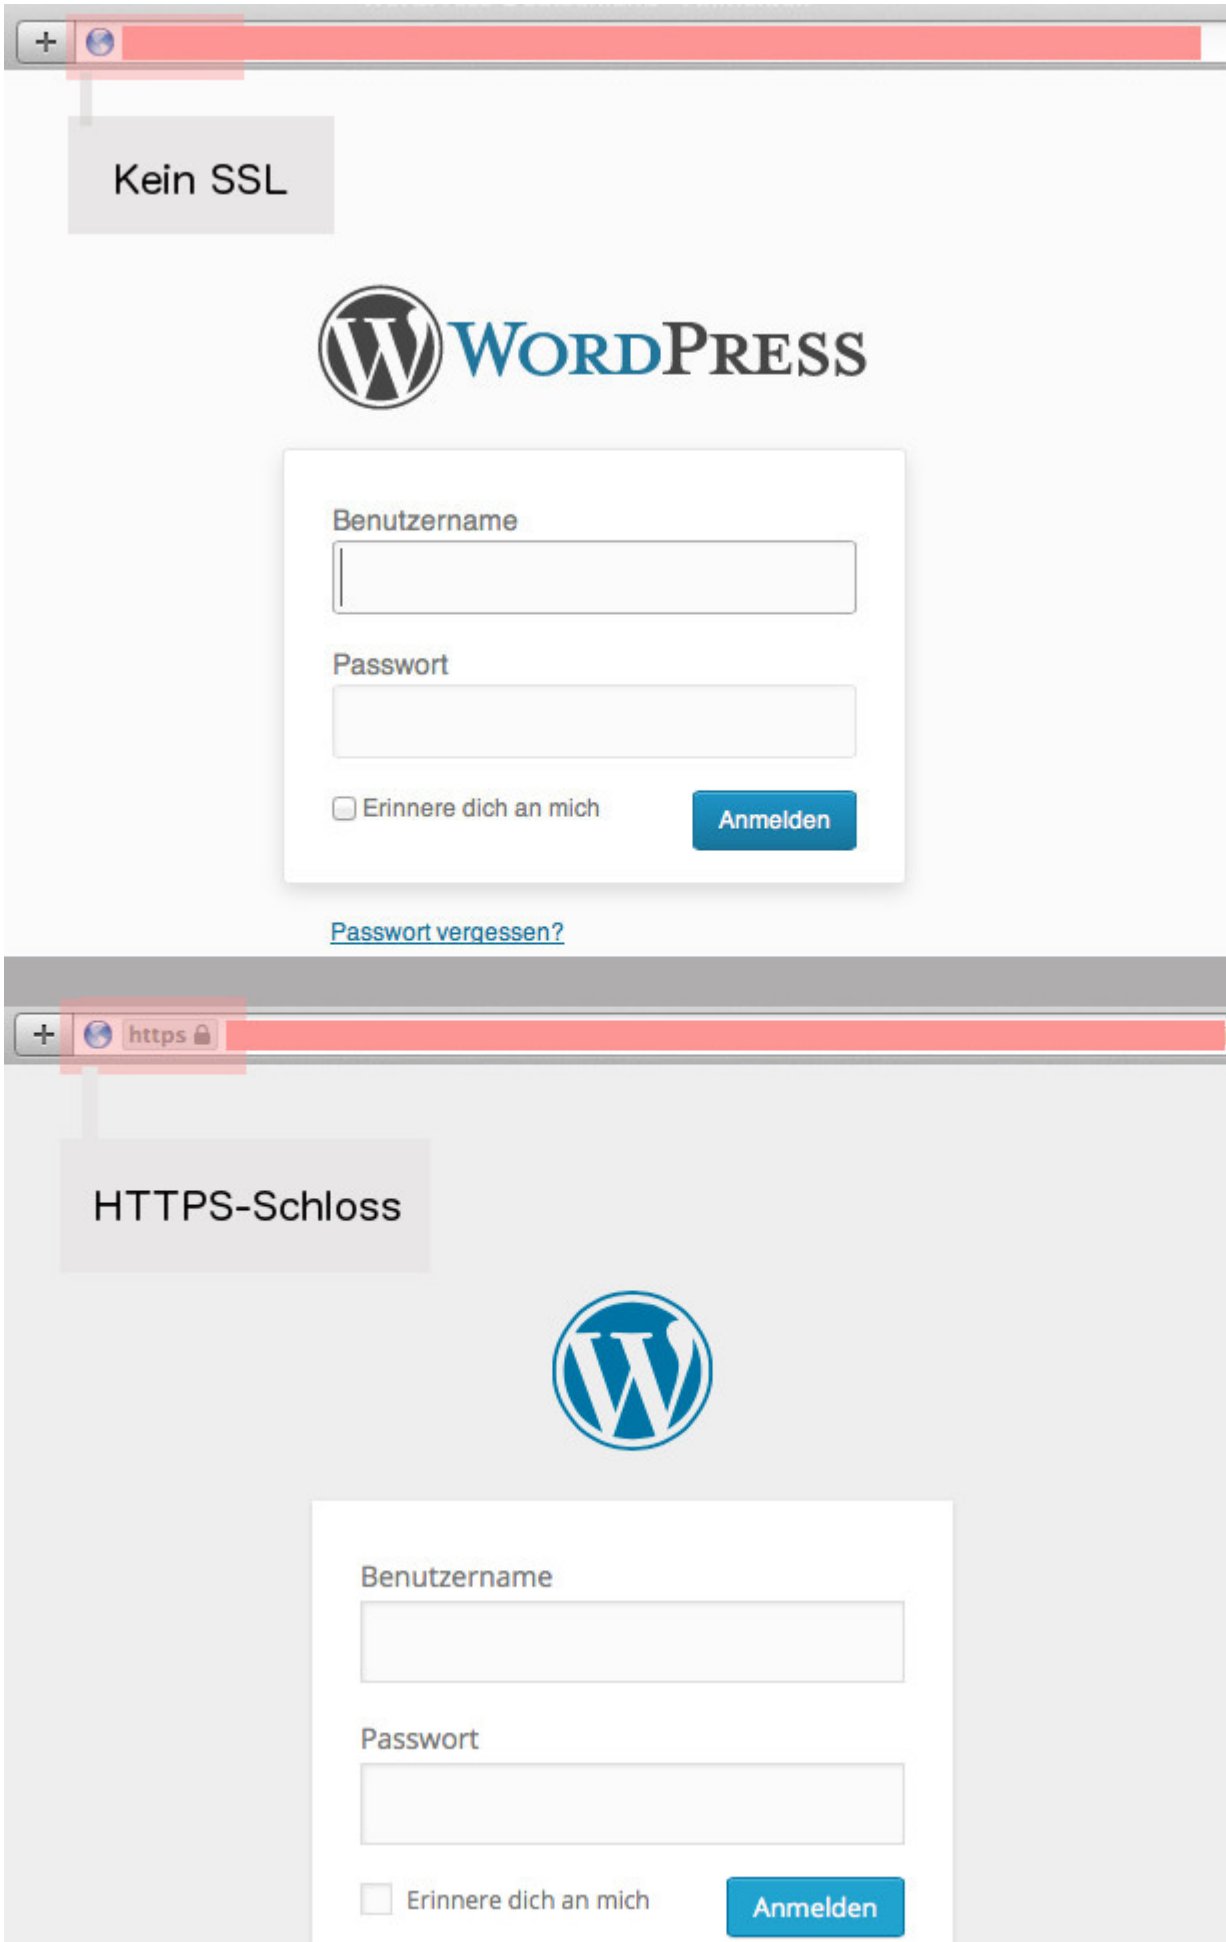 Kein SSL
WORDPRESS
Benutzername
Passwort
Erinnere dich an mich
Anmelden
Passwort vergessen?
https
HTTPS-Schloss
Benutzername
Passwort
Erinnere dich an mich
Anmelden